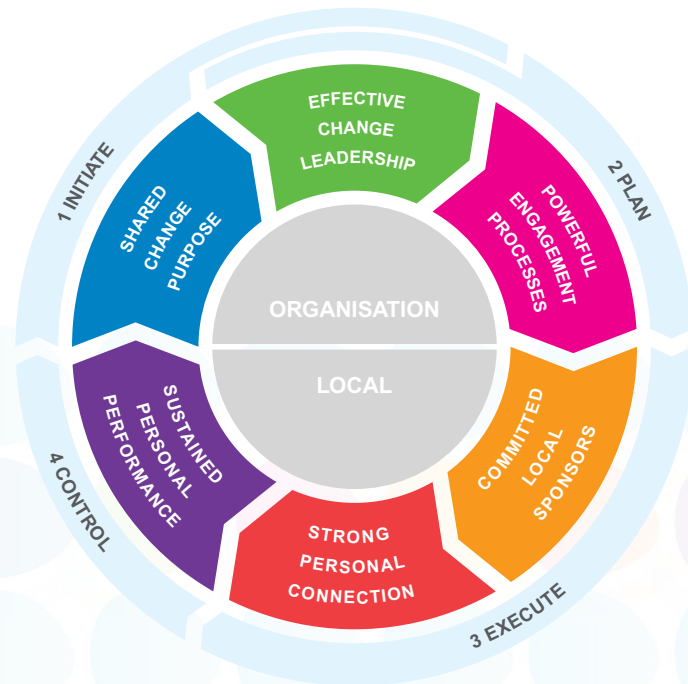 1 INITIATE
2 PLAN
3 EXECUTE
4 CONTROL
SHARED
CHANGE
PURPOSE
EFFECTIVE
CHANGE
LEADERSHIP
POWERFUL
ENGAGEMENT
PROCESSES
COMMITTED
LOCAL
SPONSORS
STRONG
PERSONAL
CONNECTION
SUSTAINED
PERSONAL
PERFORMANCE
ORGANISATION
LOCAL